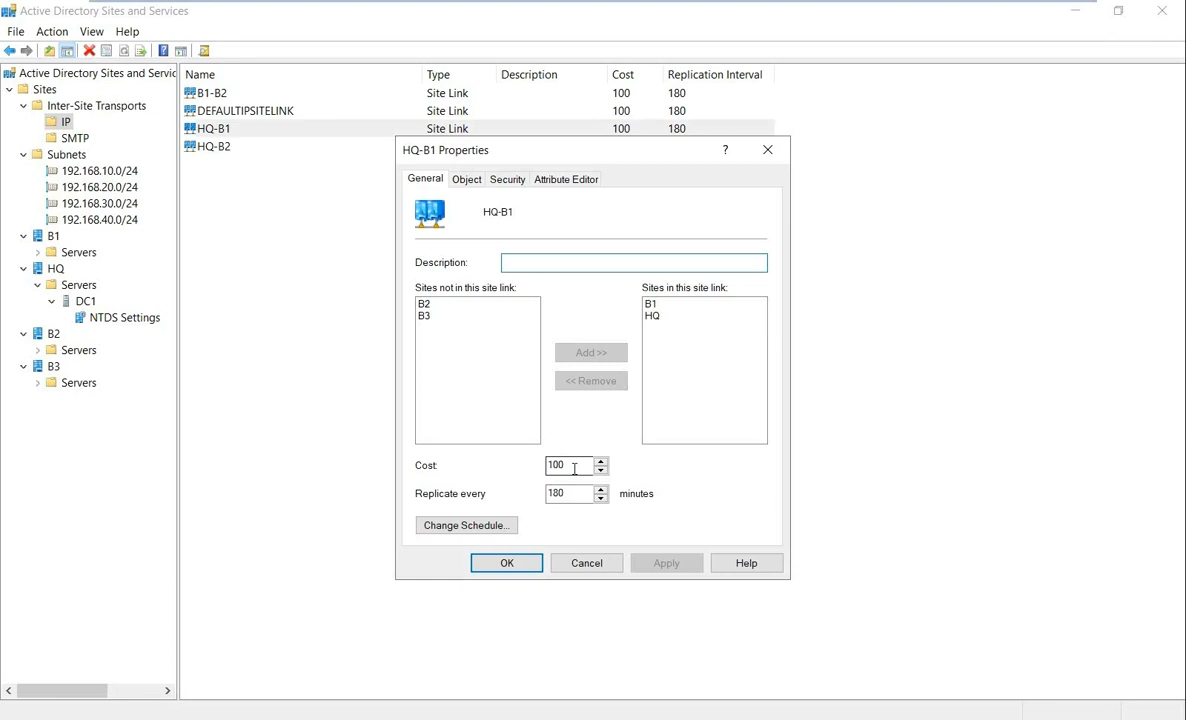 Active Directory Sites and Services
File Action View Help
Active Directory Sites and Servic
Sites
Inter-Site Transports
IP
SMTP
Subnets
192.168.10.0/24
192.168.20.0/24
192.168.30.0/24
192.168.40.0/24
B1
Servers
HQ
Servers
DC1
NTDS Settings
B2
Servers
B3
Servers
Name Type Description Cost Replication Interval
B1-B2 Site Link 100 180
DEFAULTIPSITELINK Site Link 100 180
HQ-B1 Site Link 100 180
HQ-B2
HQ-B1 Properties ?
General Object Security Attribute Editor
HQ-B1
Description:
Sites not in this site link: Sites in this site link:
B2 B1
B3 HQ
Add >>
<< Remove
Cost: 100
Replicate every 180 minutes
Change Schedule...
OK Cancel Apply Help